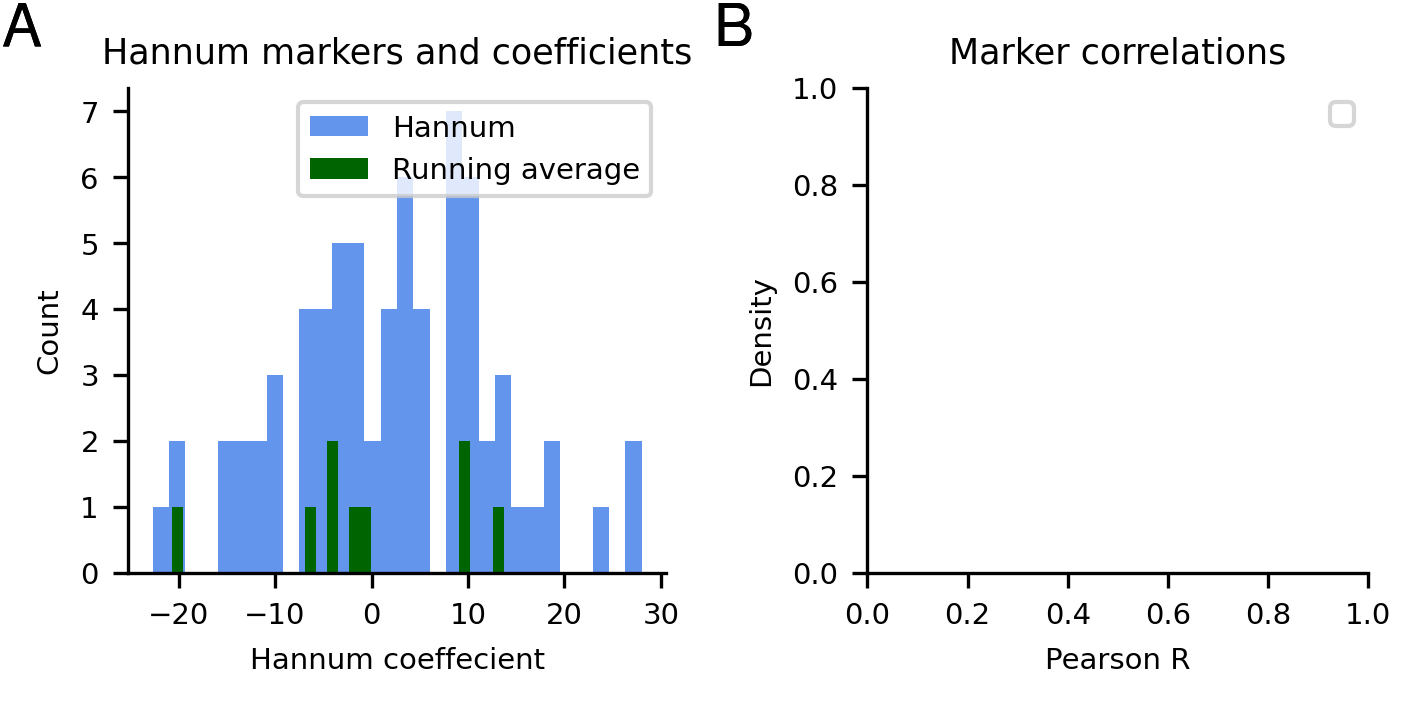 A
Hannum markers and coefficients
Hannum
Running average
7
6
5
4
3
2
1
0
Count
−20
−10
0
10
20
30
Hannum coeffecient
B
Marker correlations
1.0
0.8
0.6
0.4
0.2
0.0
Density
0.0
0.2
0.4
0.6
0.8
1.0
Pearson R